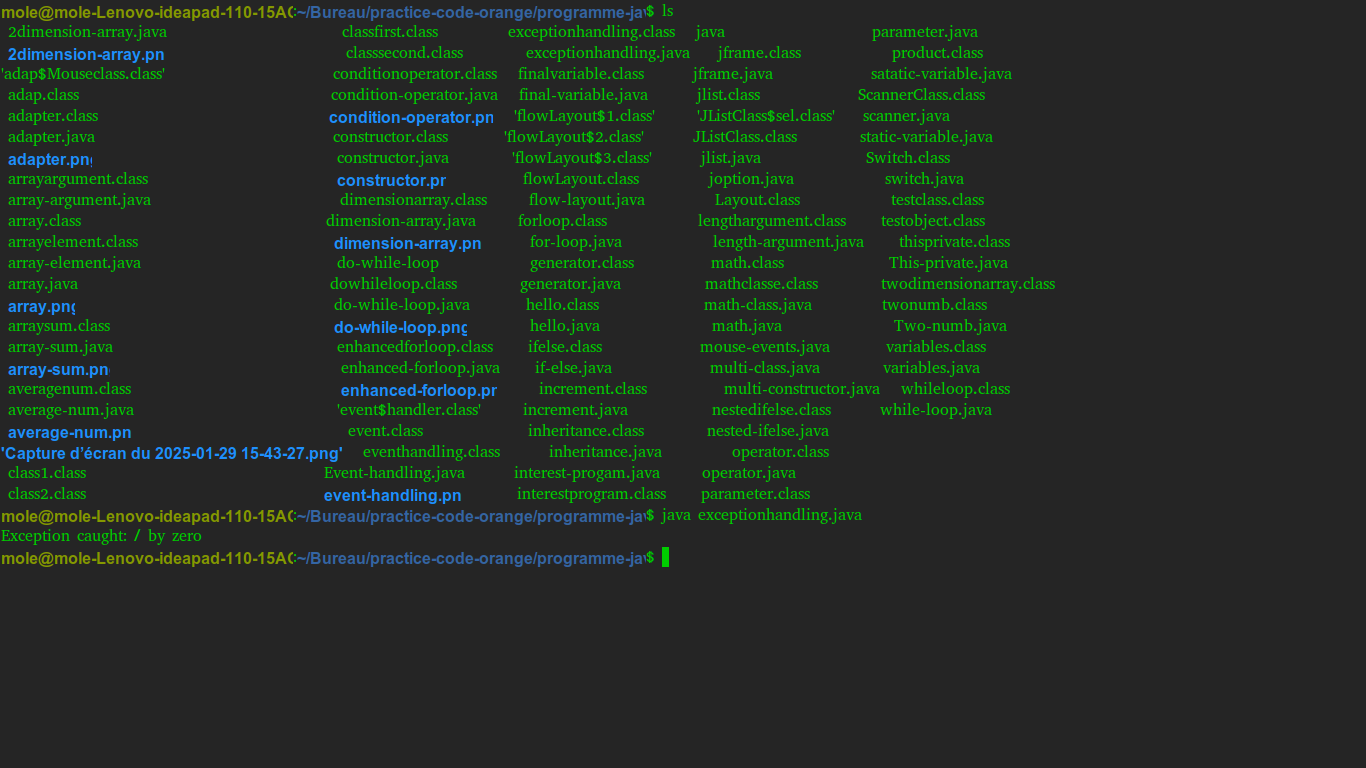 mole@mole-Lenovo-ideapad-110-15AC:~/Bureau/practice-code-orange/programme-jav$ ls
2dimension-array.java classfirst.class exceptionhandling.class java parameter.java
2dimension-array.pn classsecond.class exceptionhandling.java jframe.class product.class
'adap$Mouseclass.class' conditionoperator.class finalvariable.class jframe.java satatic-variable.java
adap.class condition-operator.java final-variable.java jlist.class ScannerClass.class
adapter.class condition-operator.pn 'flowLayout$1.class' 'JListClass$sel.class' scanner.java
adapter.java constructor.class 'flowLayout$2.class' JListClass.class static-variable.java
adapter.png constructor.java 'flowLayout$3.class' jlist.java Switch.class
arrayargument.class constructor.pr flowLayout.class joption.java switch.java
array-argument.java dimensionarray.class flow-layout.java Layout.class testclass.class
array.class dimension-array.java forloop.class lengthargument.class testobject.class
arrayelement.class dimension-array.pn for-loop.java length-argument.java thisprivate.class
array-element.java do-while-loop generator.class math.class This-private.java
array.java dowhileloop.class generator.java mathclasse.class twodimensionarray.class
array.png do-while-loop.java hello.class math-class.java twonumb.class
arraysum.class do-while-loop.png hello.java math.java Two-numb.java
array-sum.java enhancedforloop.class ifelse.class mouse-events.java variables.class
array-sum.pn enhanced-forloop.java if-else.java multi-class.java variables.java
averagenum.class enhanced-forloop.pr increment.class multi-constructor.java whileloop.class
average-num.java 'event$handler.class' increment.java nestedifelse.class while-loop.java
average-num.pn event.class inheritance.class nested-ifelse.java
'Capture d’écran du 2025-01-29 15-43-27.png' eventhandling.class inheritance.java operator.class
class1.class Event-handling.java interest-progam.java operator.java
class2.class event-handling.pn interestprogram.class parameter.class
mole@mole-Lenovo-ideapad-110-15AC:~/Bureau/practice-code-orange/programme-jav$ java exceptionhandling.java
Exception caught: / by zero
mole@mole-Lenovo-ideapad-110-15AC:~/Bureau/practice-code-orange/programme-jav$